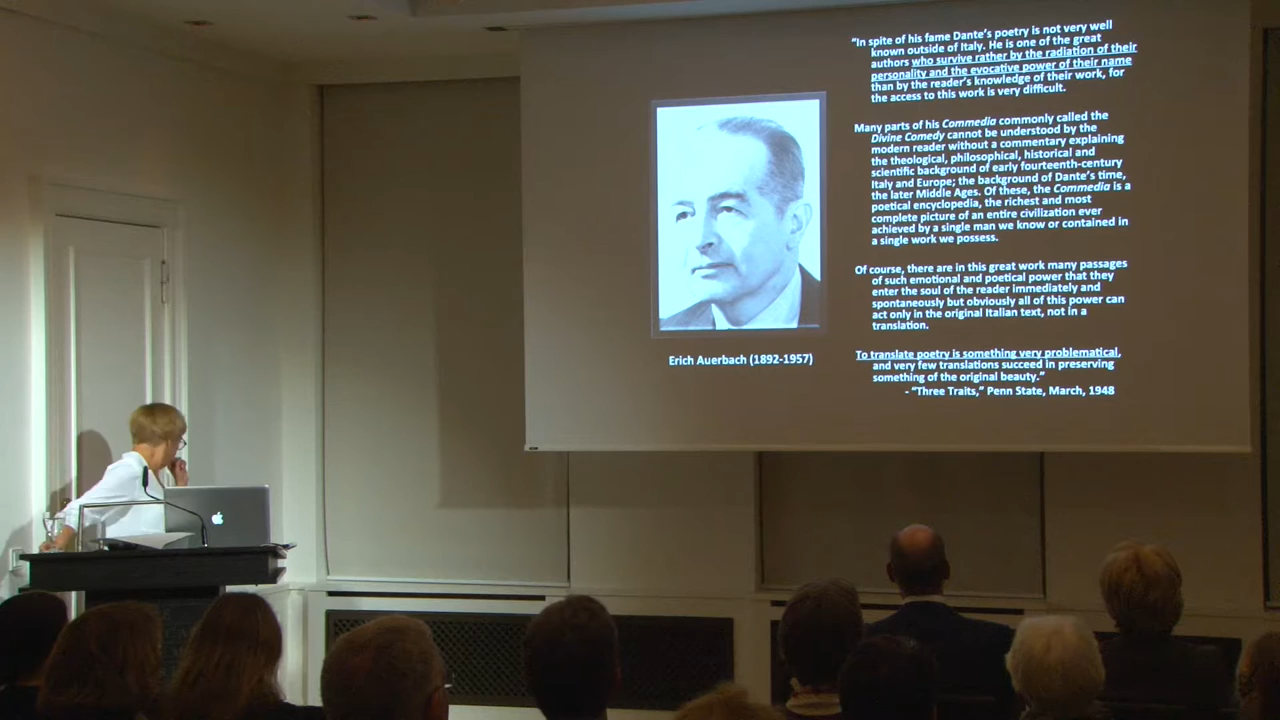 "In spite of his fame Dante's poetry is not very well
known outside of Italy. He is one of the great
authors who survive rather by the radiation of their
personality and the evocative power of their name
than by the reader's knowledge of their work, for
the access to this work is very difficult.
Many parts of his Commedia commonly called the
Divine Comedy cannot be understood by the
modern reader without a commentary explaining
the theological, philosophical, historical and
scientific background of early fourteenth-century
Italy and Europe; the background of Dante's time,
the later Middle Ages. Of these, the Commedia is a
poetical encyclopedia, the richest and most
complete picture of an entire civilization ever
achieved by a single man we know or contained in
a single work we possess.
Of course, there are in this great work many passages
of such emotional and poetical power that they
enter the soul of the reader immediately and
spontaneously but obviously all of this power can
act only in the original Italian text, not in a
translation.
To translate poetry is something very problematical,
and very few translations succeed in preserving
something of the original beauty."
- "Three Traits," Penn State, March, 1948
Erich Auerbach (1892-1957)